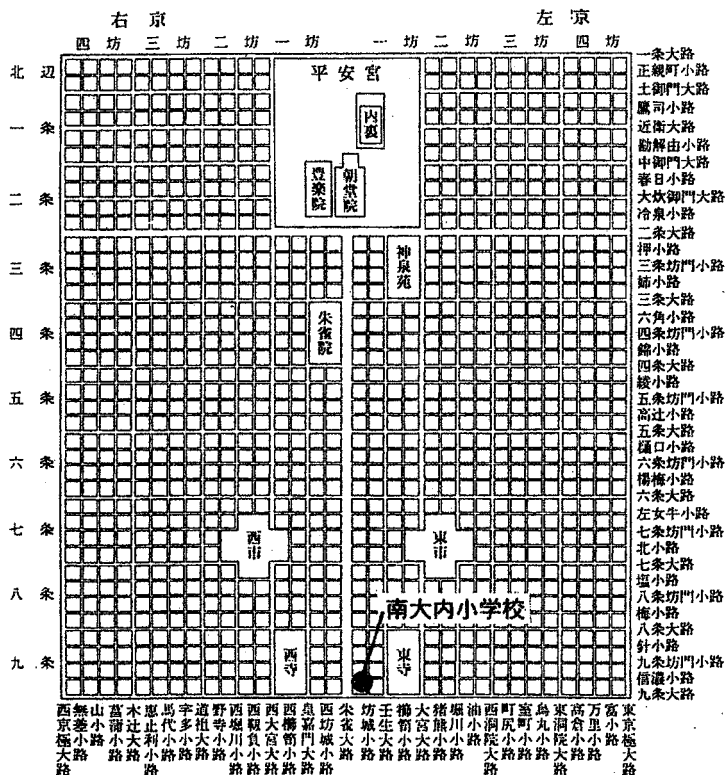 右京 左京
四坊 三坊 二坊 一坊 一坊 二坊 三坊 四坊
北辺
一条
二条
三条
四条
五条
六条
七条
八条
九条
平安宮
内裏
豊楽院
朝堂院
神泉苑
朱雀院
西市
東市
南大内小学校
西寺
東寺
一条大路
正親町小路
土御門大路
鷹司小路
近衛大路
勘解由小路
中御門大路
春日小路
大炊御門大路
冷泉小路
二条大路
押小路
三条坊門小路
姉小路
三条大路
六角小路
四条坊門小路
錦小路
四条大路
綾小路
五条坊門小路
高辻小路
五条大路
樋口小路
六条坊門小路
楊梅小路
六条大路
左女牛小路
七条坊門小路
北小路
七条大路
塩小路
八条坊門小路
梅小路
八条大路
針小路
九条坊門小路
信濃小路
九条大路
西京極大路
無差小路
山小路
菖蒲小路
木辻大路
恵止利小路
馬代小路
宇多小路
道祖大路
野寺小路
西堀川小路
西靱負小路
西大宮大路
西櫛笥小路
皇嘉門大路
西坊城小路
朱雀大路
坊城小路
壬生大路
櫛笥小路
大宮大路
猪熊小路
堀川小路
油小路
西洞院大路
町尻小路
室町小路
烏丸小路
東洞院大路
高倉小路
万里小路
富小路
東京極大路